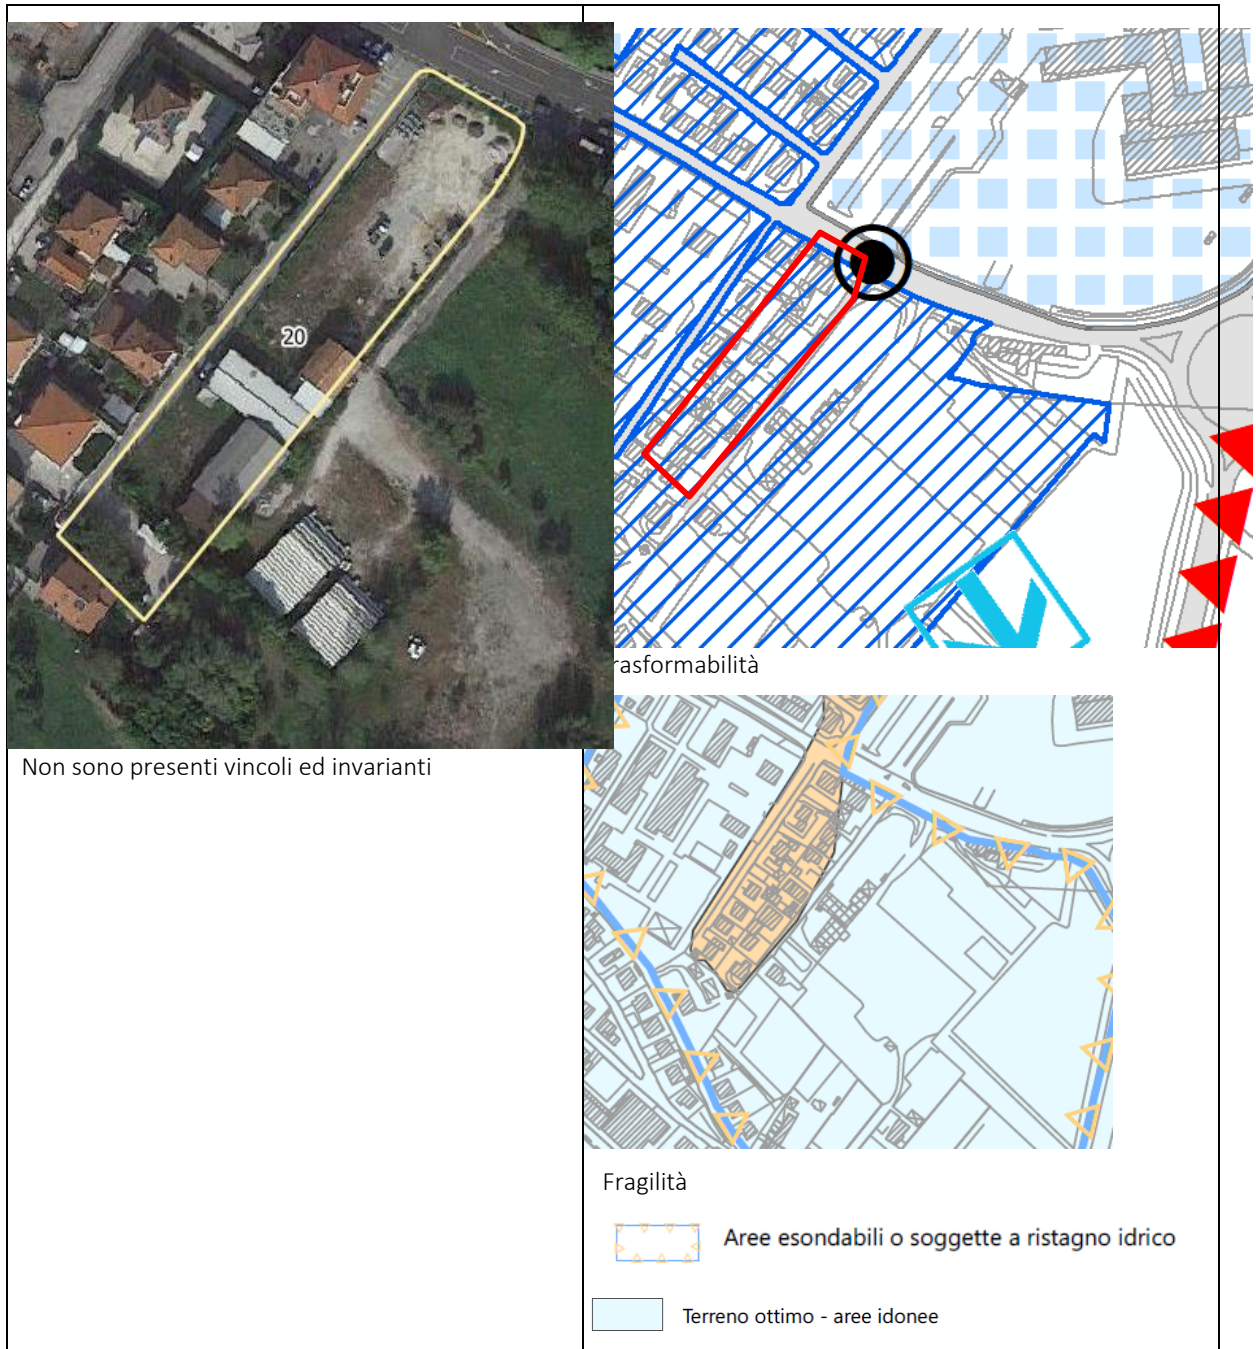 20
rasformabilità
Non sono presenti vincoli ed invarianti
Fragilità
Aree esondabili o soggette a ristagno idrico
Terreno ottimo - aree idonee